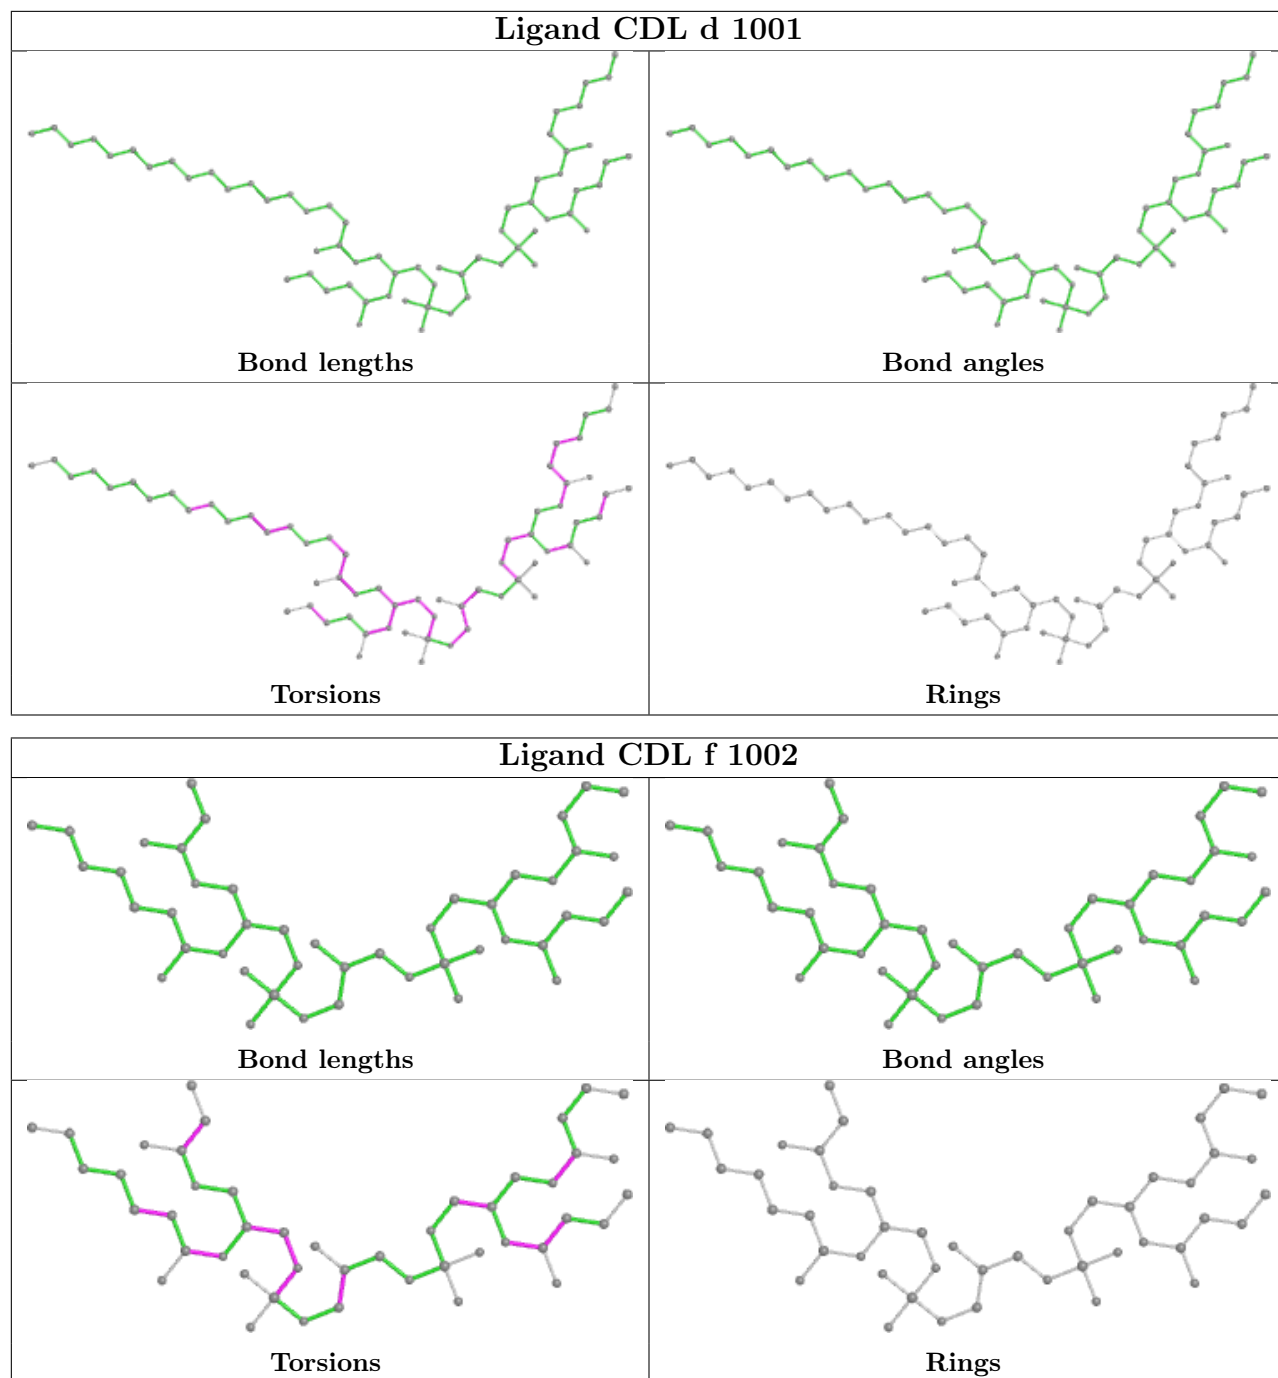 Ligand CDL d 1001
Bond lengths
Bond angles
Torsions
Rings
Ligand CDL f 1002
Bond lengths
Bond angles
Torsions
Rings